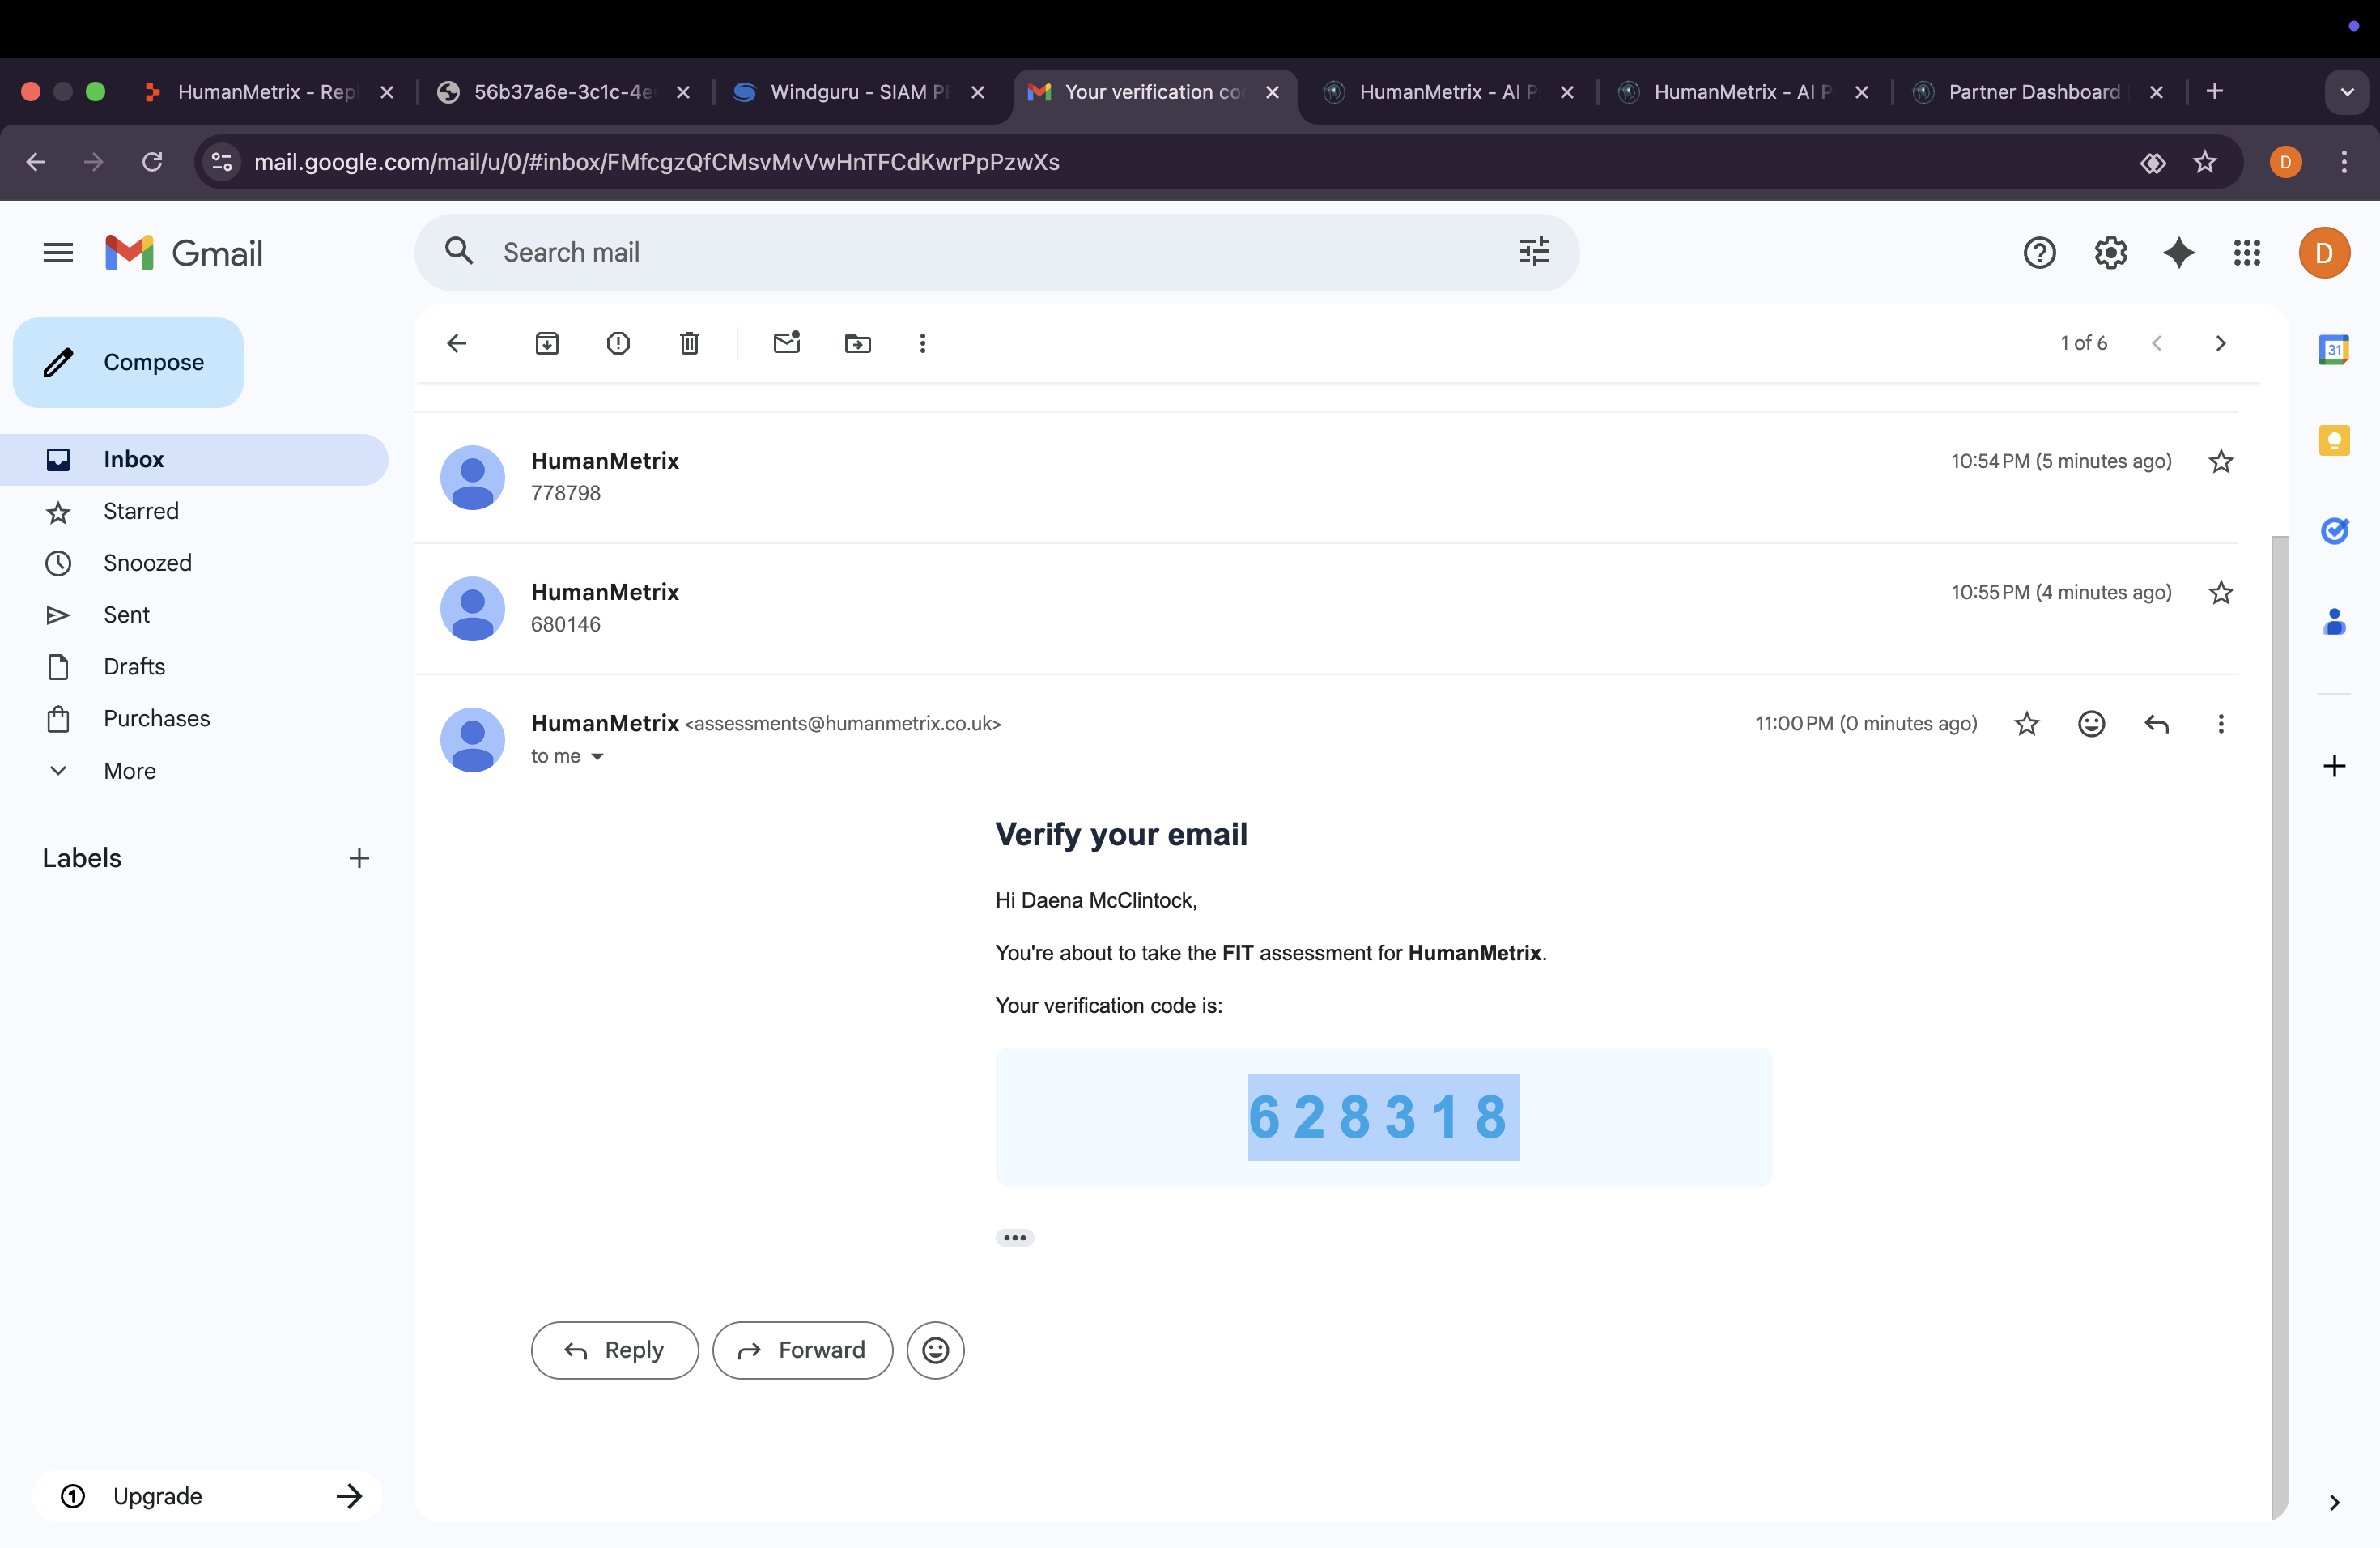 HumanMetrix - Repl
56b37a6e-3c1c-4e
Windguru - SIAM P
Your verification co
HumanMetrix - AI P
HumanMetrix - AI P
Partner Dashboard
mail.google.com/mail/u/0/#inbox/FMfcgzQfCMsvMvVwHnTFCdKwrPpPzwXs
D
Gmail
Search mail
D
Compose
1 of 6
31
Inbox
Starred
Snoozed
Sent
Drafts
Purchases
More
Labels
HumanMetrix
10:54 PM (5 minutes ago)
778798
HumanMetrix
10:55 PM (4 minutes ago)
680146
HumanMetrix <assessments@humanmetrix.co.uk>
11:00 PM (0 minutes ago)
to me
Verify your email
Hi Daena McClintock,
You're about to take the FIT assessment for HumanMetrix.
Your verification code is:
628318
Reply
Forward
1
Upgrade